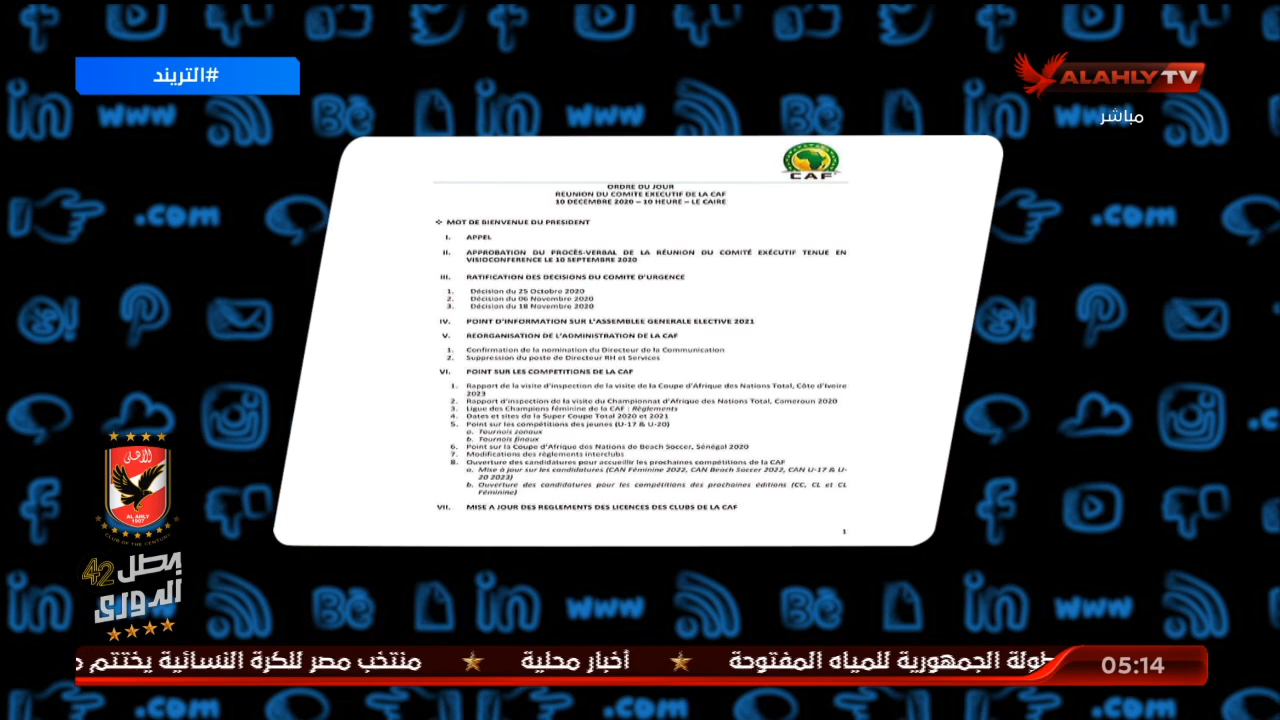 #التريند
ALAHLY TV
مباشر
CAF
ORDRE DU JOUR
REUNION DU COMITE EXECUTIF DE LA CAF
10 DECEMBRE 2020 – 10 HEURE – LE CAIRE
❖ MOT DE BIENVENUE DU PRESIDENT
I. APPEL
II. APPROBATION DU PROCÈS-VERBAL DE LA RÉUNION DU COMITÉ EXÉCUTIF TENUE EN
VISIOCONFERENCE LE 10 SEPTEMBRE 2020
III. RATIFICATION DES DECISIONS DU COMITE D'URGENCE
1. Décision du 25 Octobre 2020
2. Décision du 06 Novembre 2020
3. Décision du 18 Novembre 2020
IV. POINT D'INFORMATION SUR L'ASSEMBLEE GENERALE ELECTIVE 2021
V. REORGANISATION DE L'ADMINISTRATION DE LA CAF
1. Confirmation de la nomination du Directeur de la Communication
2. Suppression du poste de Directeur RH et Services
VI. POINT SUR LES COMPETITIONS DE LA CAF
1. Rapport de la visite d'inspection de la visite de la Coupe d'Afrique des Nations Total, Côte d'Ivoire
2023
2. Rapport d'inspection de la visite du Championnat d'Afrique des Nations Total, Cameroun 2020
3. Ligue des Champions féminine de la CAF : Règlements
4. Dates et sites de la Super Coupe Total 2020 et 2021
5. Point sur les compétitions des jeunes (U-17 & U-20)
a. Tournois zonaux
b. Tournois finaux
6. Point sur la Coupe d'Afrique des Nations de Beach Soccer, Sénégal 2020
7. Modifications des règlements interclubs
8. Ouverture des candidatures pour accueillir les prochaines compétitions de la CAF
a. Mise à jour sur les candidatures (CAN Féminine 2022, CAN Beach Soccer 2022, CAN U-17 & U-
20 2023)
b. Ouverture des candidatures pour les compétitions des prochaines éditions (CC, CL et CL
Féminine)
VII. MISE A JOUR DES REGLEMENTS DES LICENCES DES CLUBS DE LA CAF
1
الأهلى
AL AHLY
1907
CLUB OF THE CENTURY
بطل
الدورى
42
طولة الجمهورية للمياه المفتوحة ★ أخبار محلية ★ منتخب مصر للكرة النسائية يختتم م
05:14